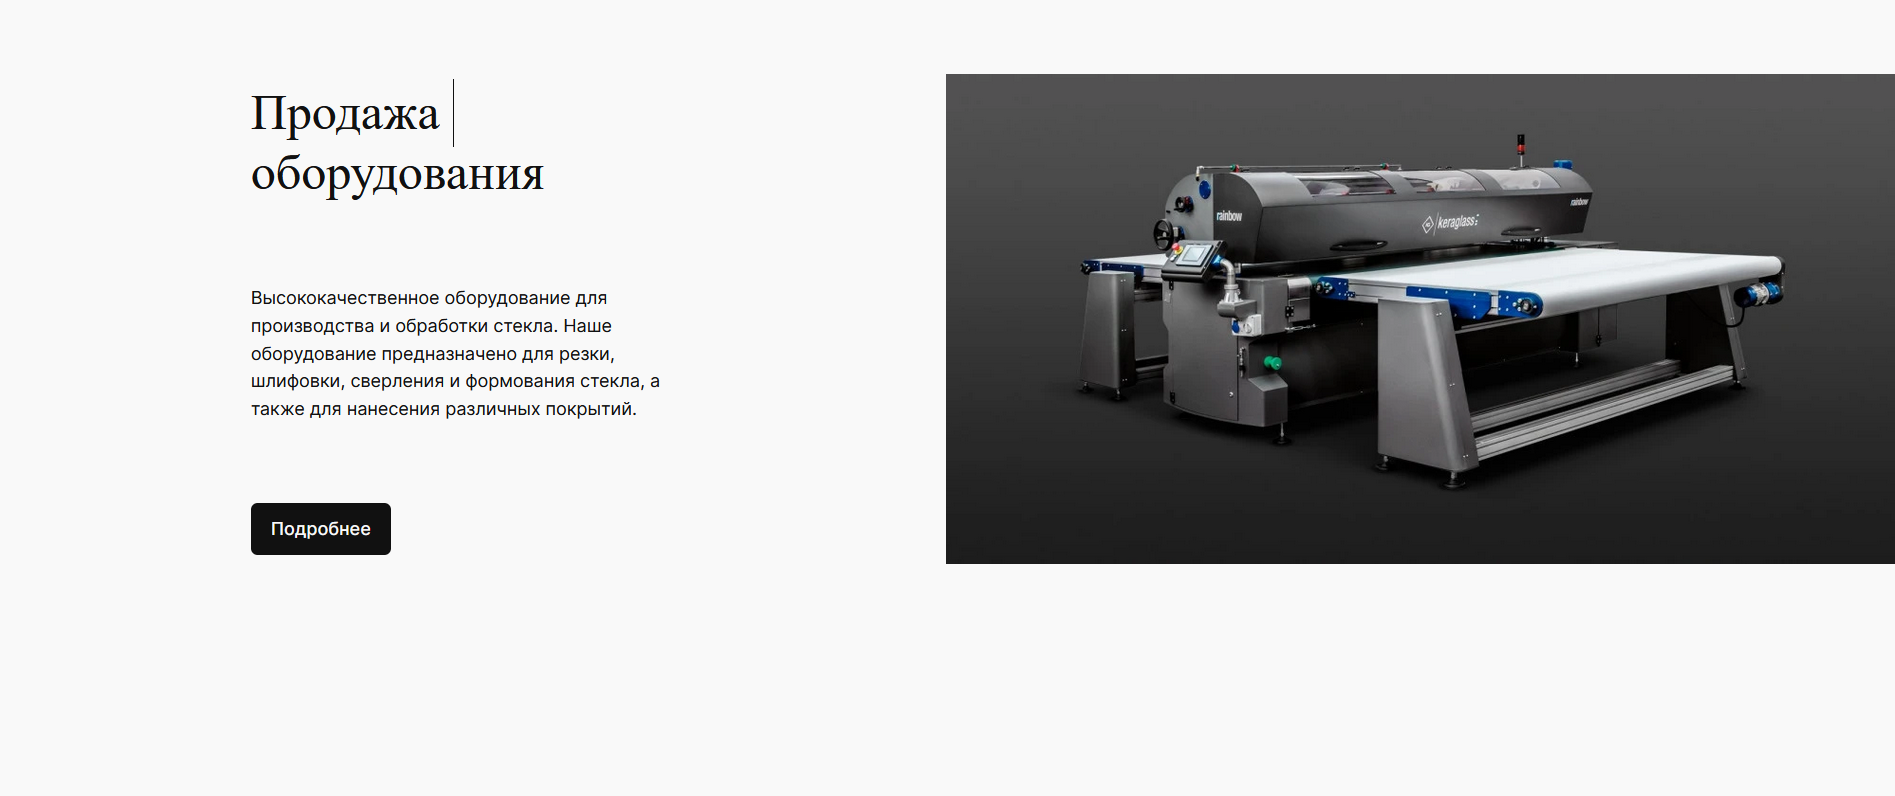 Продажа
оборудования
Высококачественное оборудование для
производства и обработки стекла. Наше
оборудование предназначено для резки,
шлифовки, сверления и формования стекла, а
также для нанесения различных покрытий.
Подробнее
rainbow
keraglass
rainbow